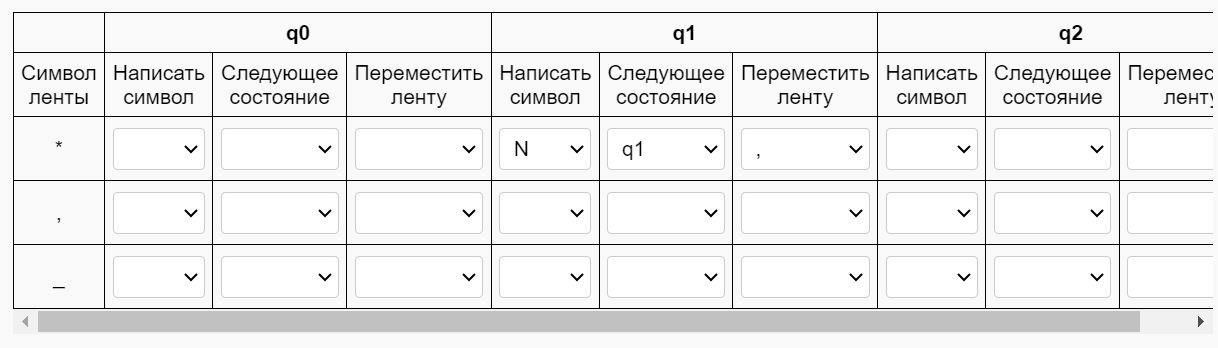 q0 q1 q2
Символ ленты Написать символ Следующее состояние Переместить ленту Написать символ Следующее состояние Переместить ленту Написать символ Следующее состояние Перемес ленту
* N q1 ,
,
_